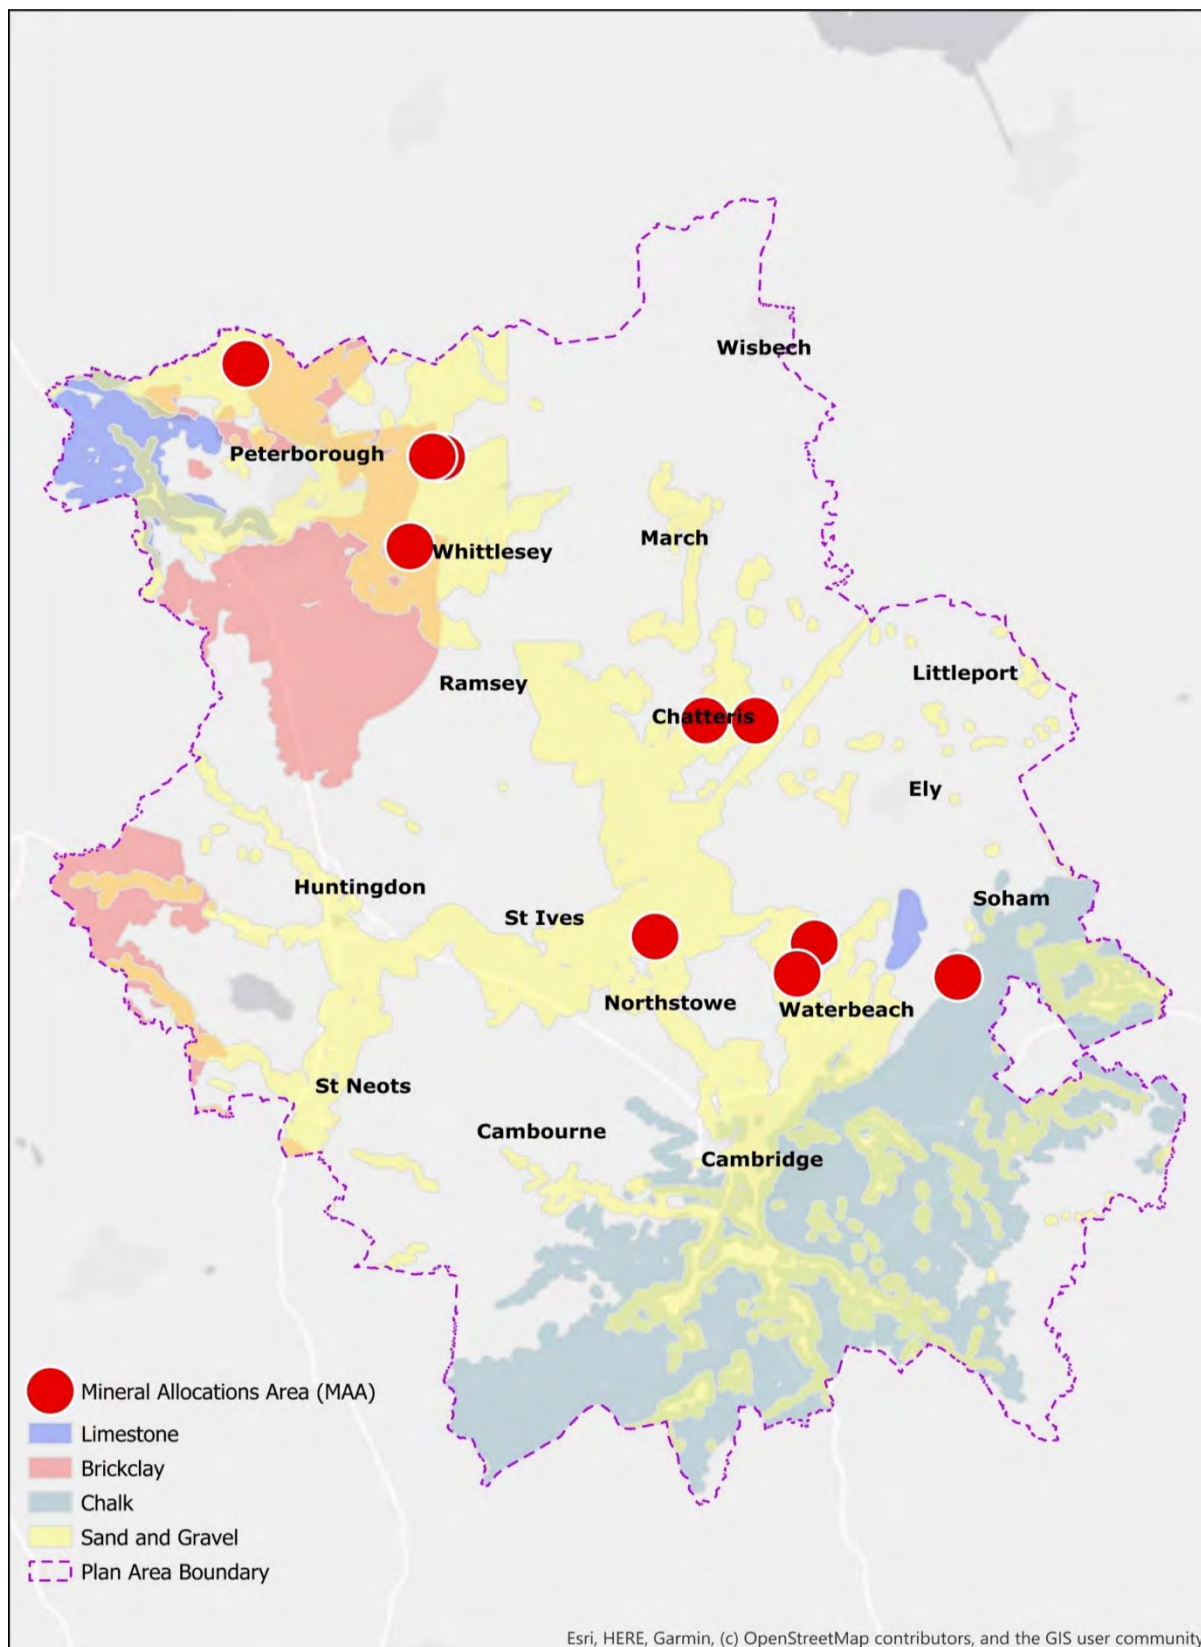 Wisbech
Peterborough
March
Whittlesey
Littleport
Ramsey
Chatteris
Ely
Huntingdon
Soham
St Ives
Northstowe
Waterbeach
St Neots
Cambourne
Cambridge
Mineral Allocations Area (MAA)
Limestone
Brickclay
Chalk
Sand and Gravel
Plan Area Boundary
Esri, HERE, Garmin, (c) OpenStreetMap contributors, and the GIS user community